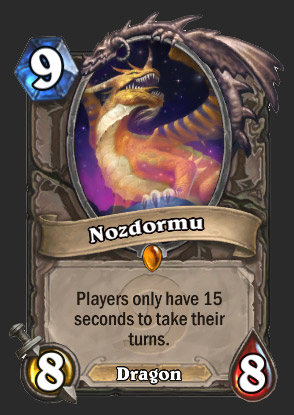 9
Nozdormu
Players only have 15
seconds to take their
turns.
8
Dragon
8